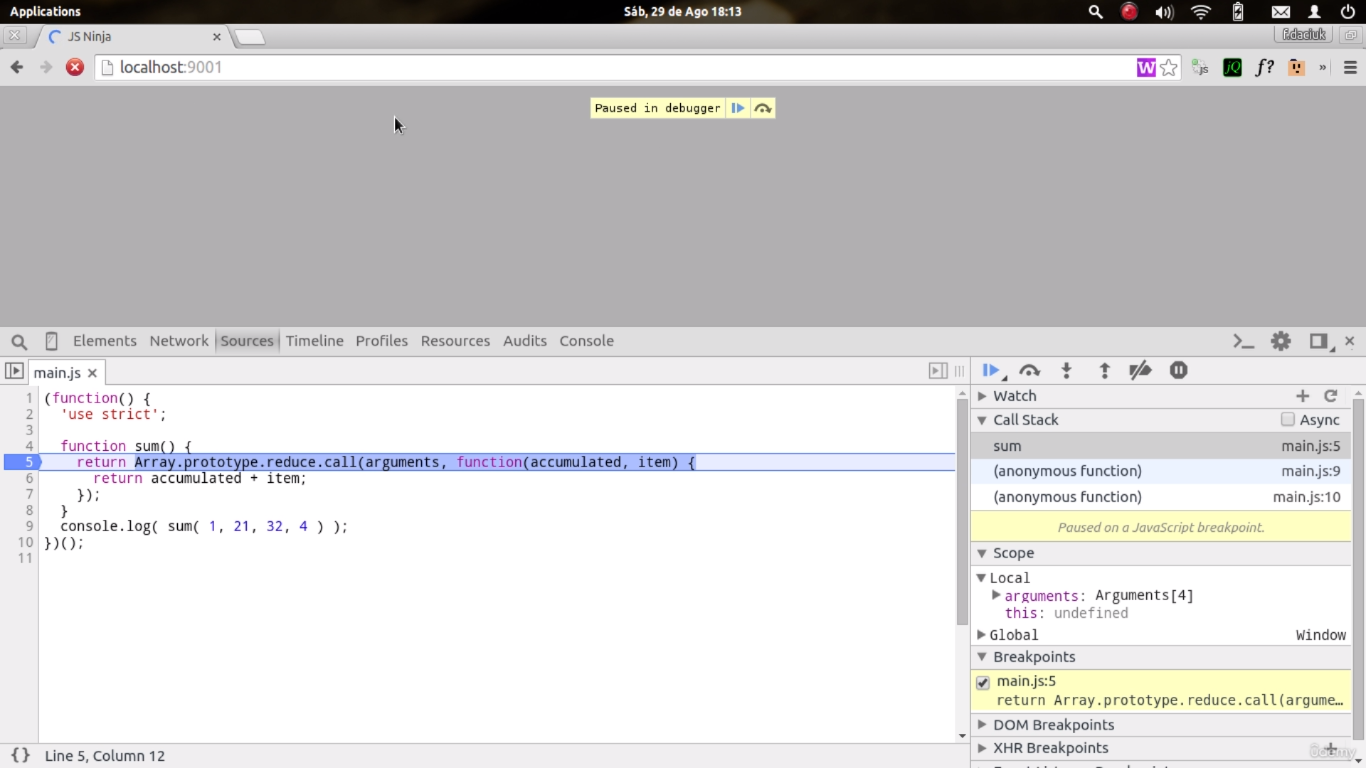 Applications
Sáb, 29 de Ago 18:13
JS Ninja
f.daciuk
localhost:9001
W
js
jQ
f?
»
Paused in debugger
Elements Network Sources Timeline Profiles Resources Audits Console
main.js
1 (function() {
2 'use strict';
3
4 function sum() {
5 return Array.prototype.reduce.call(arguments, function(accumulated, item) {
6 return accumulated + item;
7 });
8 }
9 console.log( sum( 1, 21, 32, 4 ) );
10 })();
11
{} Line 5, Column 12
Watch
Call Stack Async
sum main.js:5
(anonymous function) main.js:9
(anonymous function) main.js:10
Paused on a JavaScript breakpoint.
Scope
Local
arguments: Arguments[4]
this: undefined
Global Window
Breakpoints
main.js:5
return Array.prototype.reduce.call(argume…
DOM Breakpoints
XHR Breakpoints
ûdemy